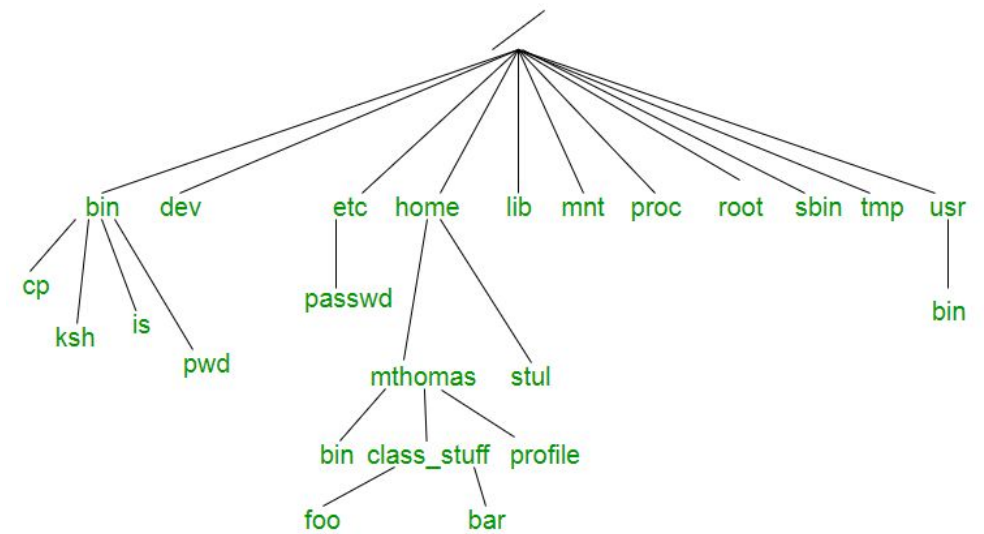 /
bin dev etc home lib mnt proc root sbin tmp usr
cp
passwd
bin
ksh
is
pwd
mthomas stul
bin class_stuff profile
foo bar